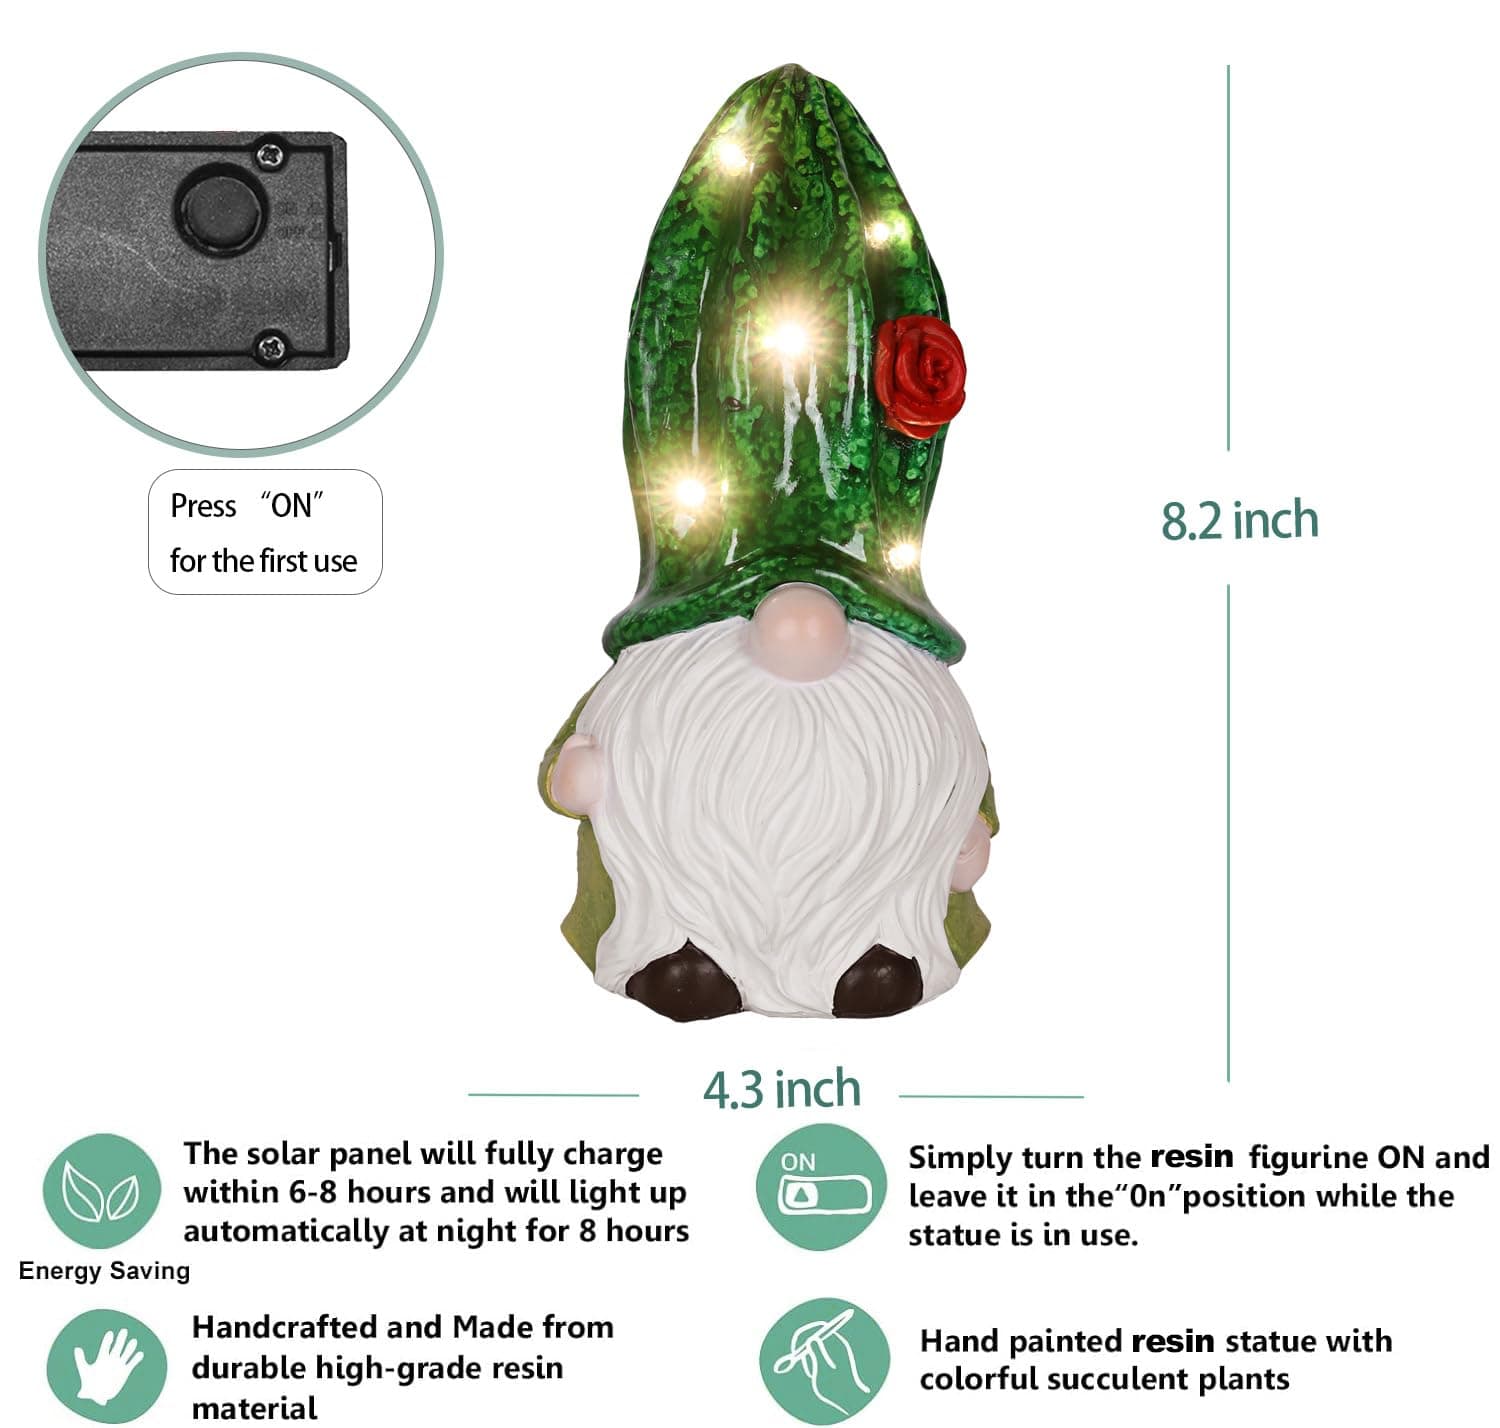 Press “ON”
for the first use
8.2 inch
4.3 inch
The solar panel will fully charge
within 6-8 hours and will light up
automatically at night for 8 hours
Energy Saving
ON
Simply turn the resin figurine ON and
leave it in the“0n”position while the
statue is in use.
Handcrafted and Made from
durable high-grade resin
material
Hand painted resin statue with
colorful succulent plants